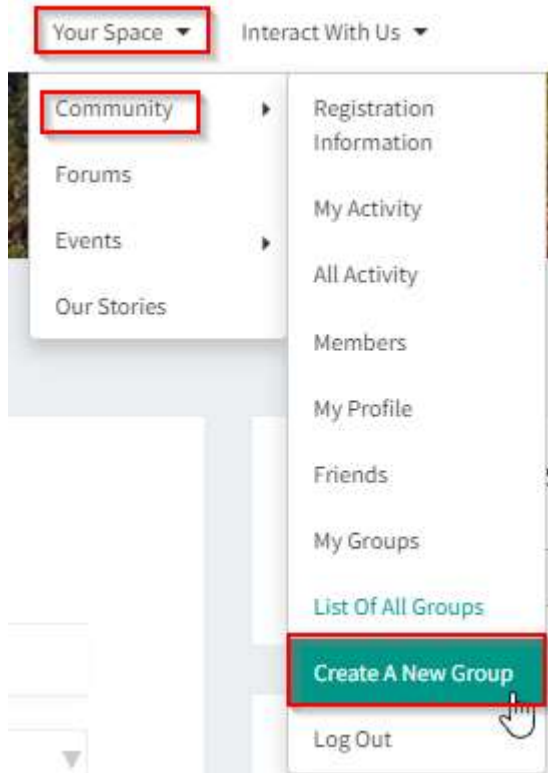 Your Space
Interact With Us
Community
Forums
Events
Our Stories
Registration
Information
My Activity
All Activity
Members
My Profile
Friends
My Groups
List Of All Groups
Create A New Group
Log Out